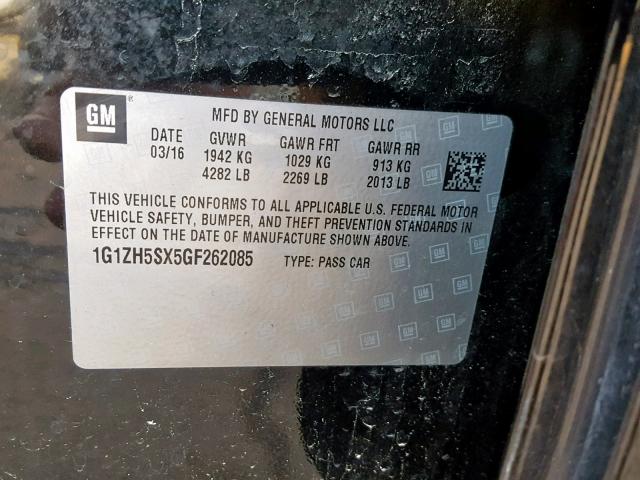 GM ® MFD BY GENERAL MOTORS LLC
DATE GVWR GAWR FRT GAWR RR
03/16 1942 KG 1029 KG 913 KG
4282 LB 2269 LB 2013 LB
THIS VEHICLE CONFORMS TO ALL APPLICABLE U.S. FEDERAL MOTOR
VEHICLE SAFETY, BUMPER, AND THEFT PREVENTION STANDARDS IN
EFFECT ON THE DATE OF MANUFACTURE SHOWN ABOVE.
1G1ZH5SX5GF262085 TYPE: PASS CAR